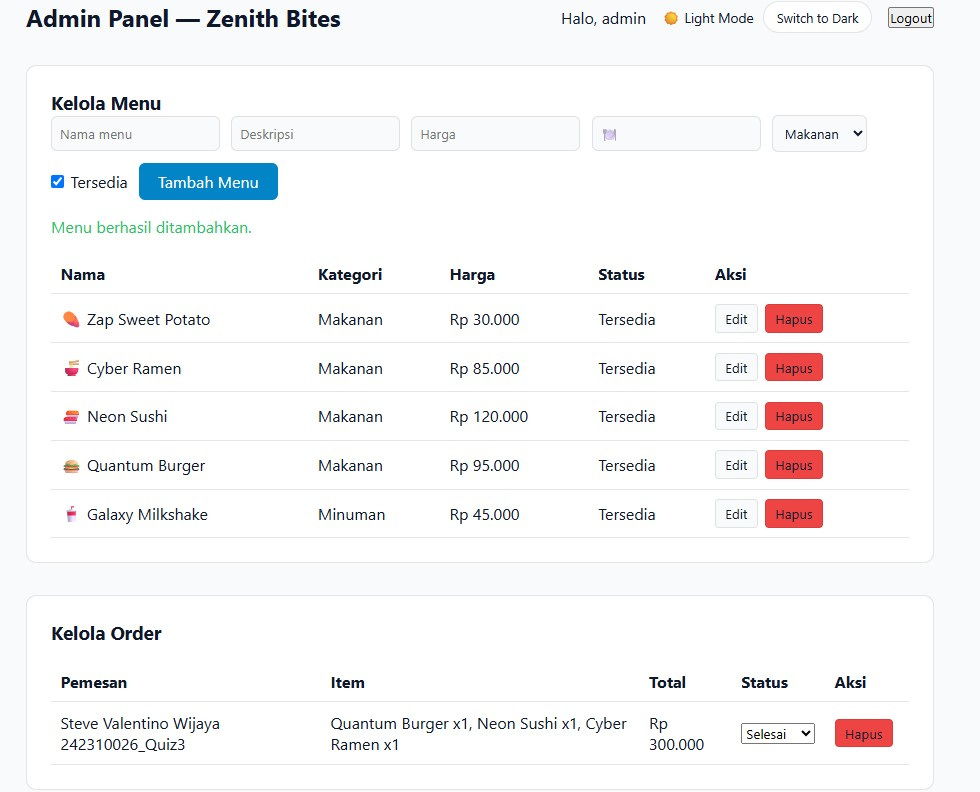 Admin Panel — Zenith Bites
Halo, admin Light Mode Switch to Dark Logout
Kelola Menu
Nama menu Deskripsi Harga Makanan
Tersedia Tambah Menu
Menu berhasil ditambahkan.
Nama Kategori Harga Status Aksi
Zap Sweet Potato Makanan Rp 30.000 Tersedia Edit Hapus
Cyber Ramen Makanan Rp 85.000 Tersedia Edit Hapus
Neon Sushi Makanan Rp 120.000 Tersedia Edit Hapus
Quantum Burger Makanan Rp 95.000 Tersedia Edit Hapus
Galaxy Milkshake Minuman Rp 45.000 Tersedia Edit Hapus
Kelola Order
Pemesan Item Total Status Aksi
Steve Valentino Wijaya
242310026_Quiz3
Quantum Burger x1, Neon Sushi x1, Cyber
Ramen x1
Rp
300.000
Selesai
Hapus